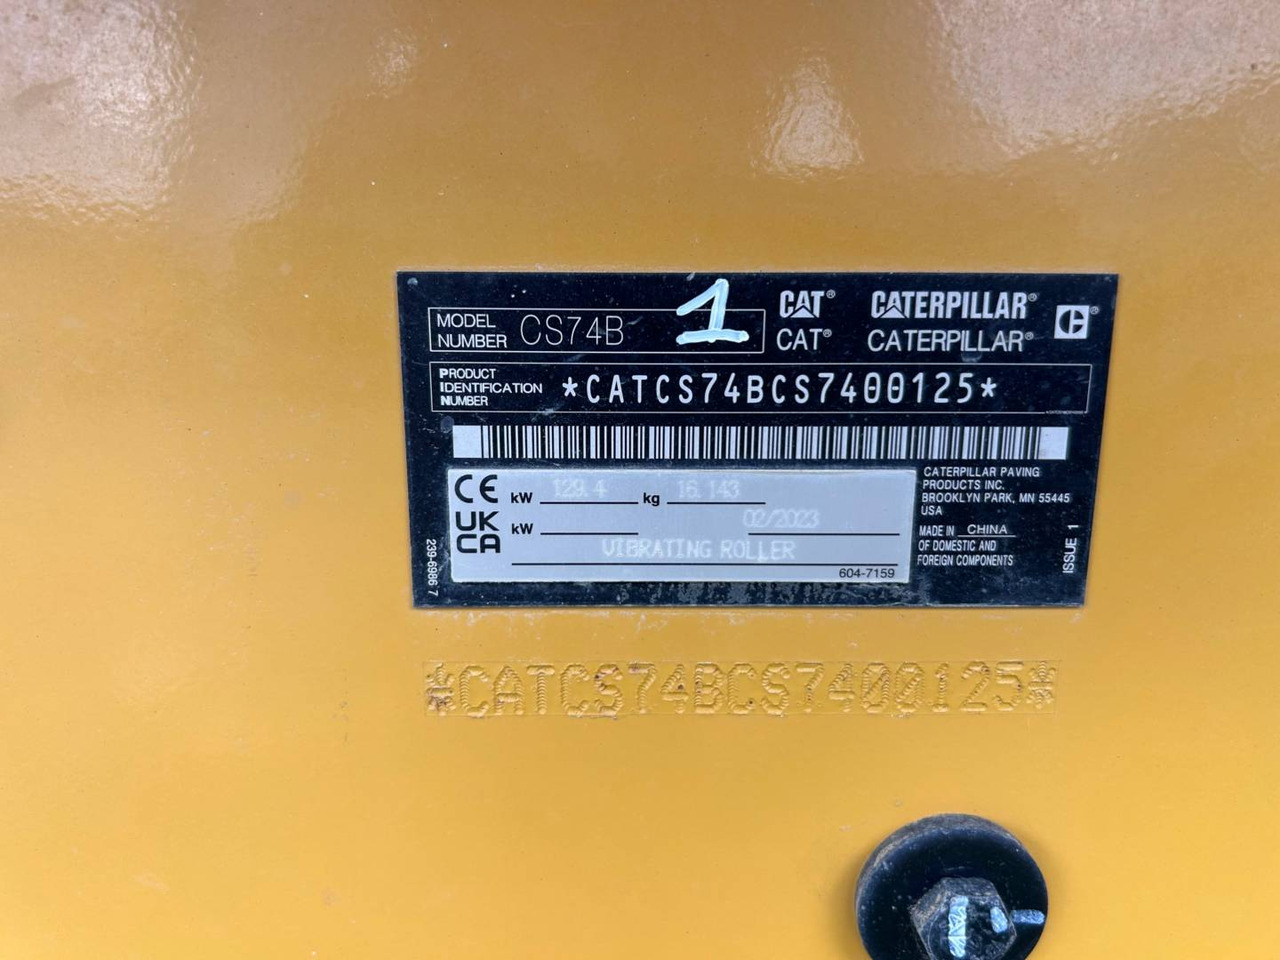 MODEL NUMBER CS74B 1
CAT® CATERPILLAR® C®
CAT® CATERPILLAR®
PRODUCT IDENTIFICATION NUMBER *CATCS74BCS7400125*
CE kW 129.4 kg 16.143
UKCA kW 02/2023
VIBRATING ROLLER
604-7159
CATERPILLAR PAVING
PRODUCTS INC.
BROOKLYN PARK, MN 55445
USA
MADE IN CHINA
OF DOMESTIC AND
FOREIGN COMPONENTS
ISSUE 1
239-6986 7
*CATCS74BCS7400125*